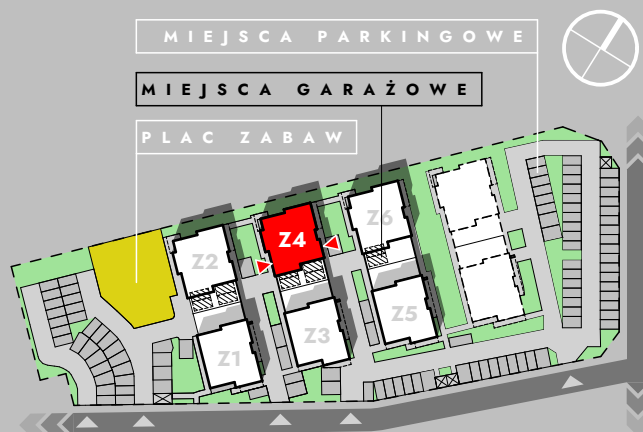 MIEJSCA PARKINGOWE
MIEJSCA GARAŻOWE
PLAC ZABAW
Z6
Z4
Z2
Z5
Z3
Z1